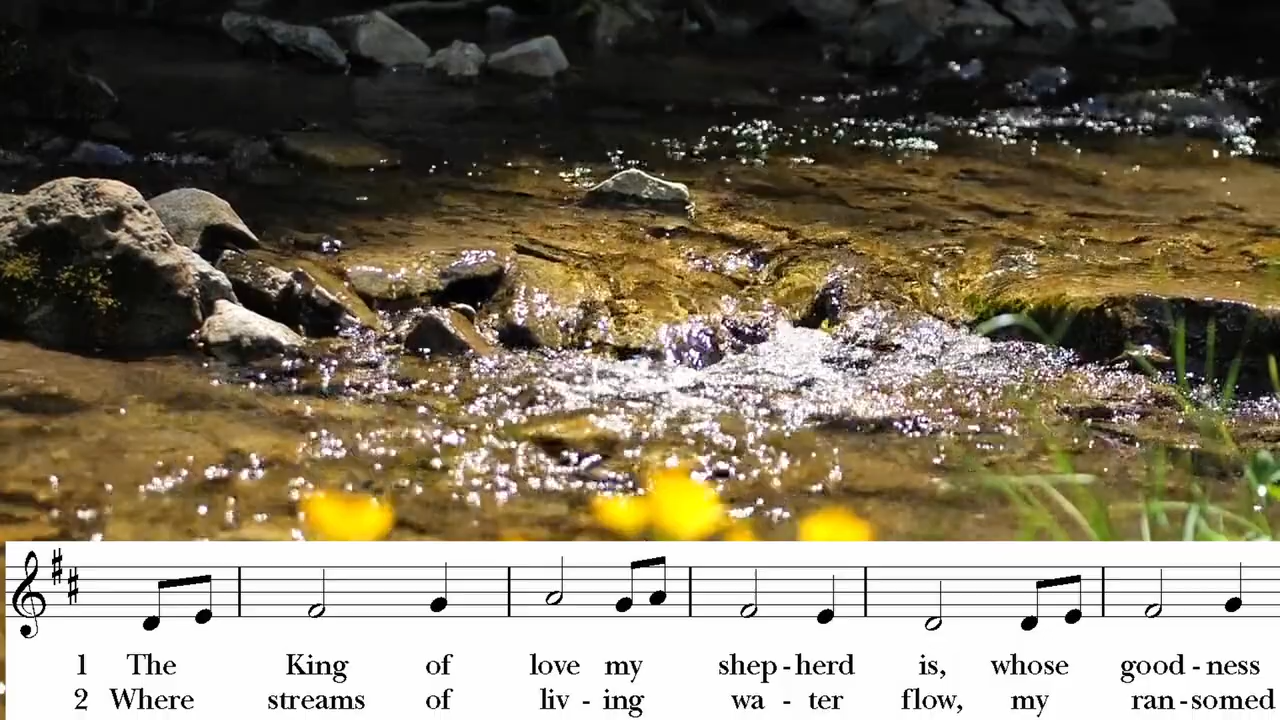 1 The King of love my shep - herd is, whose good - ness
2 Where streams of liv - ing wa - ter flow, my ran - somed